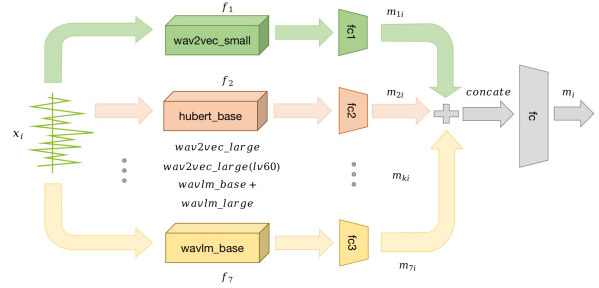 f1
wav2vec_small
fc1
m1i
f2
hubert_base
fc2
m2i
concate
fc
mi
xi
wav2vec_large
wav2vec_large(lv60)
wavlm_base +
wavlm_large
mki
wavlm_base
fc3
m7i
f7